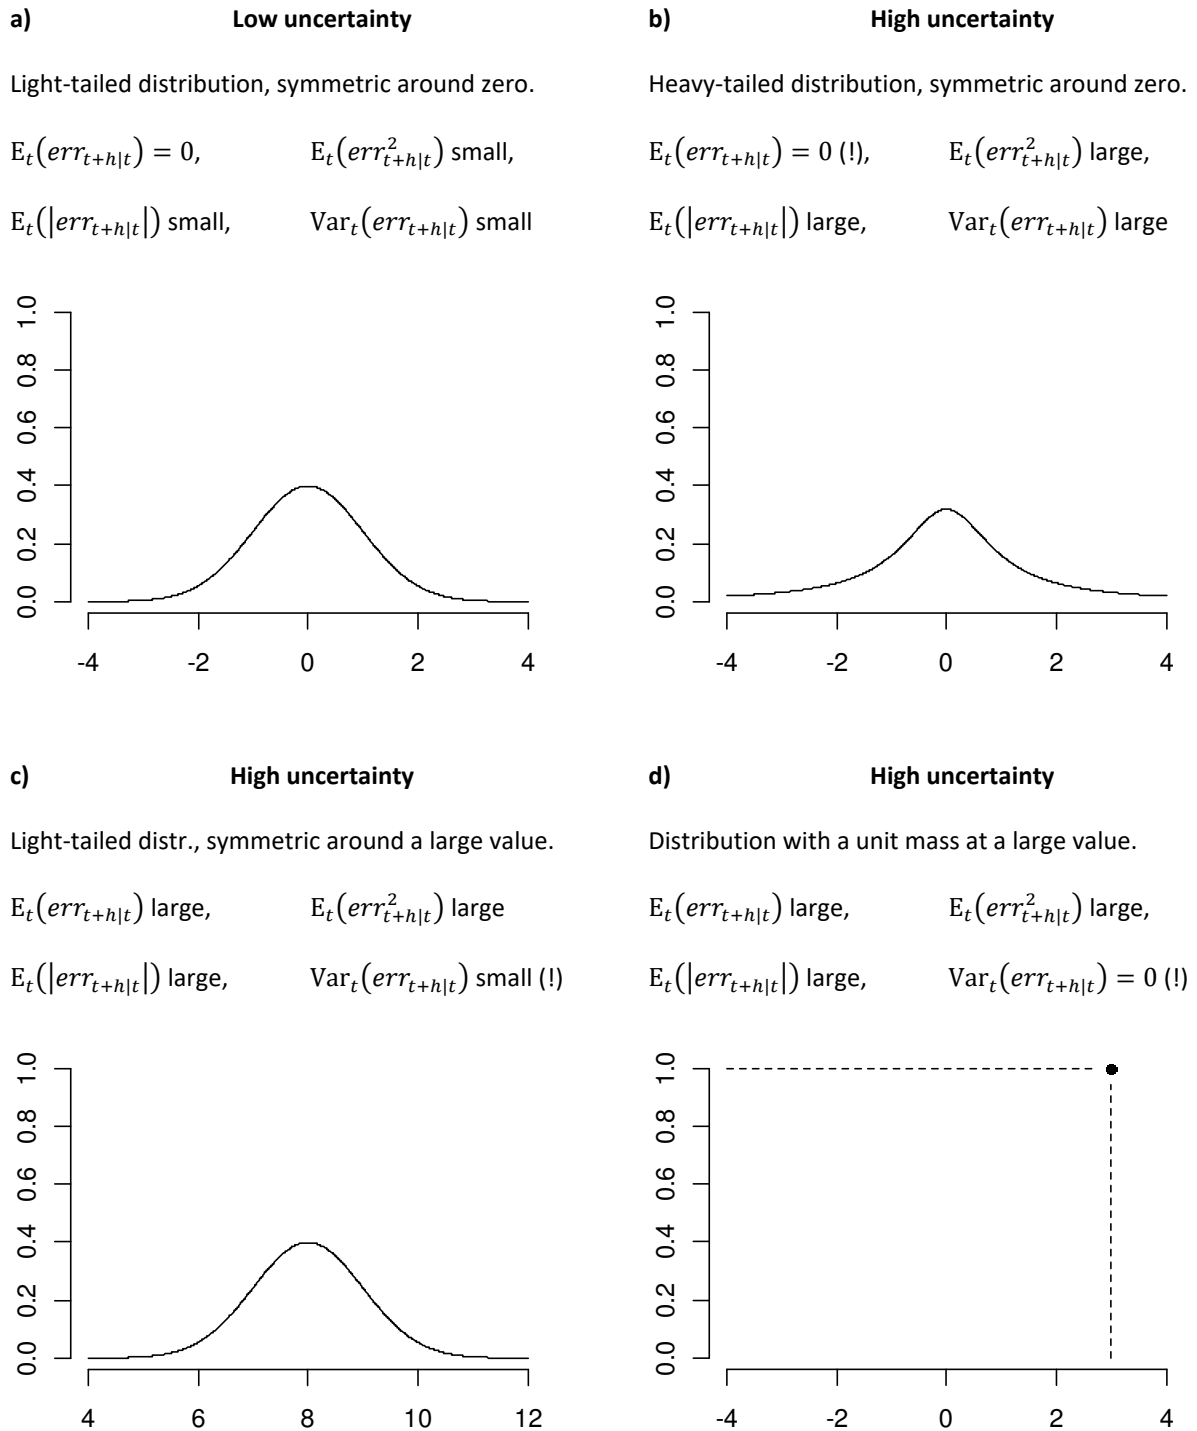 a) Low uncertainty
Light-tailed distribution, symmetric around zero.
E_t(err_{t+h|t}) = 0, E_t(err²_{t+h|t}) small,
E_t(|err_{t+h|t}|) small, Var_t(err_{t+h|t}) small
1.0
0.8
0.6
0.4
0.2
0.0
-4 -2 0 2 4
b) High uncertainty
Heavy-tailed distribution, symmetric around zero.
E_t(err_{t+h|t}) = 0 (!), E_t(err²_{t+h|t}) large,
E_t(|err_{t+h|t}|) large, Var_t(err_{t+h|t}) large
1.0
0.8
0.6
0.4
0.2
0.0
-4 -2 0 2 4
c) High uncertainty
Light-tailed distr., symmetric around a large value.
E_t(err_{t+h|t}) large, E_t(err²_{t+h|t}) large
E_t(|err_{t+h|t}|) large, Var_t(err_{t+h|t}) small (!)
1.0
0.8
0.6
0.4
0.2
0.0
4 6 8 10 12
d) High uncertainty
Distribution with a unit mass at a large value.
E_t(err_{t+h|t}) large, E_t(err²_{t+h|t}) large,
E_t(|err_{t+h|t}|) large, Var_t(err_{t+h|t}) = 0 (!)
1.0
0.8
0.6
0.4
0.2
0.0
-4 -2 0 2 4